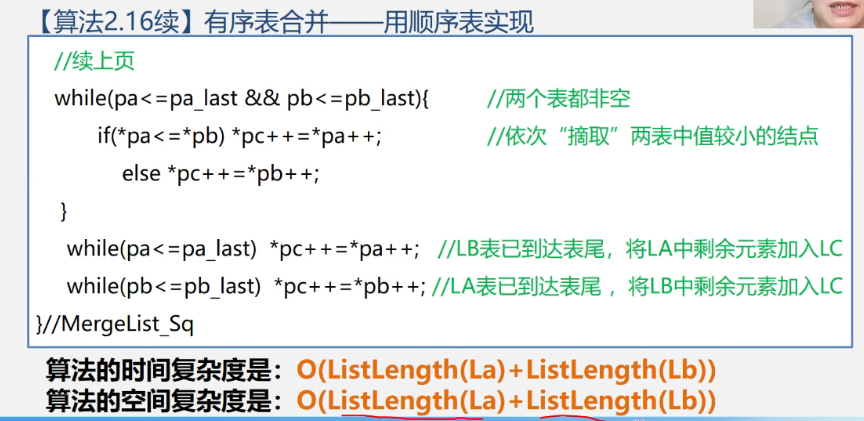 【算法2.16续】有序表合并——用顺序表实现
//续上页
while(pa<=pa_last && pb<=pb_last){ //两个表都非空
if(*pa<=*pb) *pc++=*pa++; //依次“摘取”两表中值较小的结点
else *pc++=*pb++;
}
while(pa<=pa_last) *pc++=*pa++; //LB表已到达表尾，将LA中剩余元素加入LC
while(pb<=pb_last) *pc++=*pb++; //LA表已到达表尾，将LB中剩余元素加入LC
}//MergeList_Sq
算法的时间复杂度是：O(ListLength(La)+ListLength(Lb))
算法的空间复杂度是：O(ListLength(La)+ListLength(Lb))